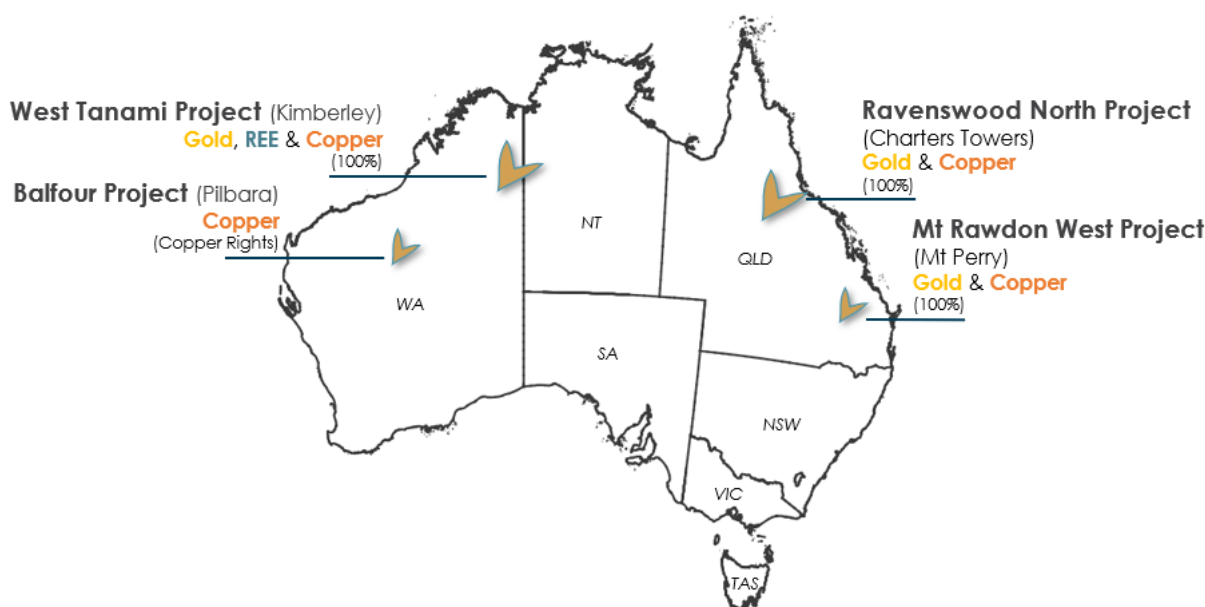 West Tanami Project (Kimberley)
Gold, REE & Copper
(100%)
Balfour Project (Pilbara)
Copper
(Copper Rights)
Ravenswood North Project
(Charters Towers)
Gold & Copper
(100%)
Mt Rawdon West Project
(Mt Perry)
Gold & Copper
(100%)
NT
QLD
WA
SA
NSW
VIC
TAS